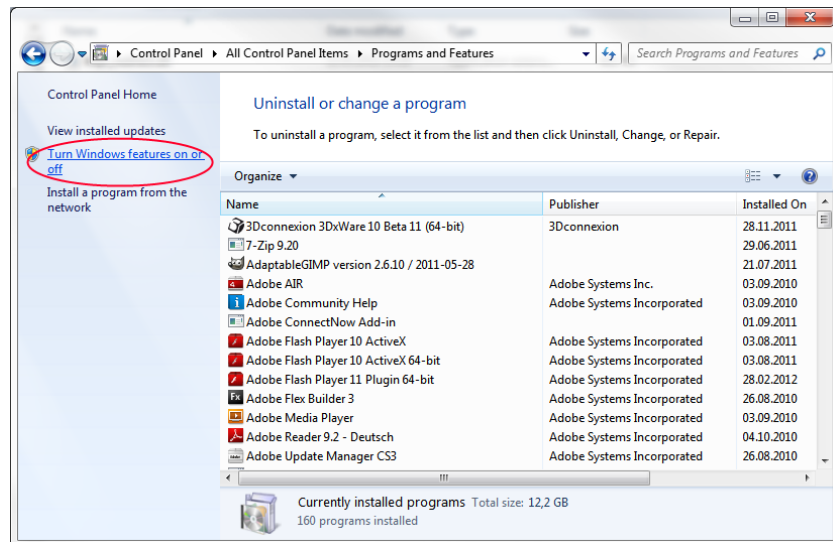 Control Panel ▸ All Control Panel Items ▸ Programs and Features
Search Programs and Features
Control Panel Home
View installed updates
Turn Windows features on or
off
Install a program from the
network
Uninstall or change a program
To uninstall a program, select it from the list and then click Uninstall, Change, or Repair.
Organize
Name Publisher Installed On
3Dconnexion 3DxWare 10 Beta 11 (64-bit) 3Dconnexion 28.11.2011
7-Zip 9.20 29.06.2011
AdaptableGIMP version 2.6.10 / 2011-05-28 21.07.2011
Adobe AIR Adobe Systems Inc. 03.09.2010
Adobe Community Help Adobe Systems Incorporated 03.09.2010
Adobe ConnectNow Add-in 01.09.2011
Adobe Flash Player 10 ActiveX Adobe Systems Incorporated 03.08.2011
Adobe Flash Player 10 ActiveX 64-bit Adobe Systems Incorporated 03.08.2011
Adobe Flash Player 11 Plugin 64-bit Adobe Systems Incorporated 28.02.2012
Adobe Flex Builder 3 Adobe Systems Incorporated 26.08.2010
Adobe Media Player Adobe Systems Incorporated 03.09.2010
Adobe Reader 9.2 - Deutsch Adobe Systems Incorporated 04.10.2010
Adobe Update Manager CS3 Adobe Systems Incorporated 26.08.2010
Currently installed programs Total size: 12,2 GB
160 programs installed